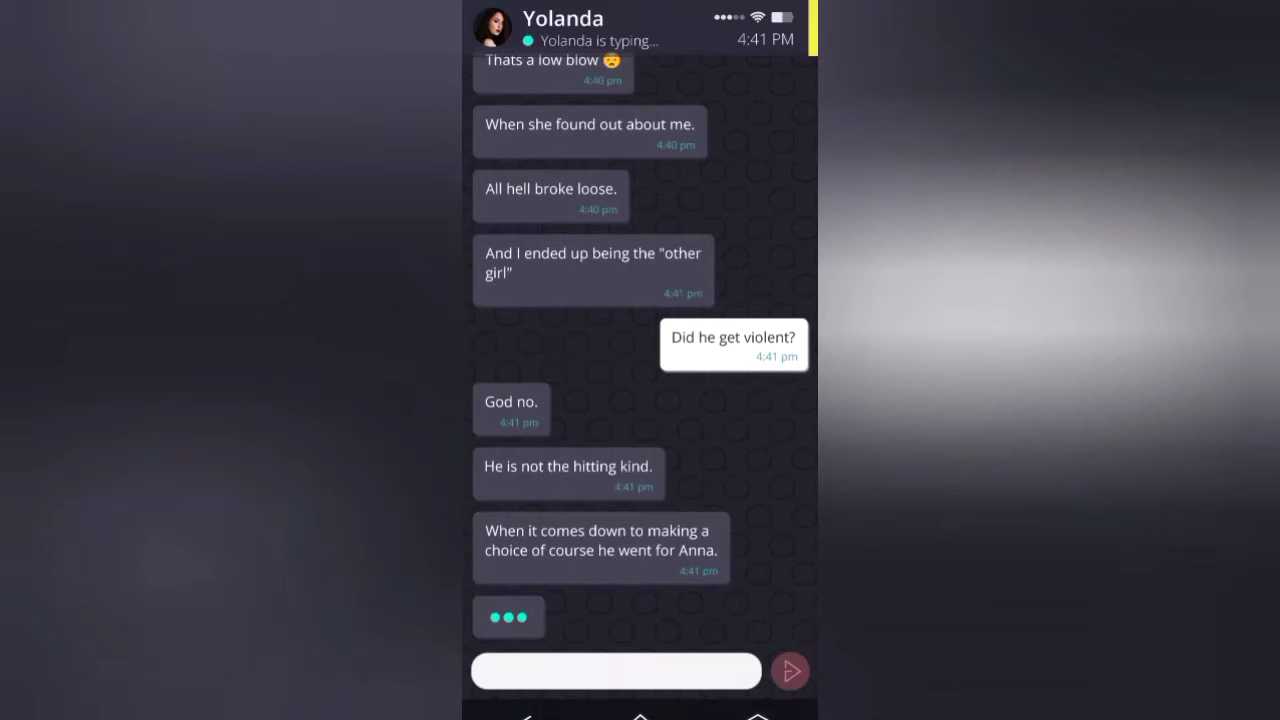 Yolanda
Yolanda is typing...
4:41 PM
Thats a low blow
4:40 pm
When she found out about me.
4:40 pm
All hell broke loose.
4:40 pm
And I ended up being the "other
girl"
4:41 pm
Did he get violent?
4:41 pm
God no.
4:41 pm
He is not the hitting kind.
4:41 pm
When it comes down to making a
choice of course he went for Anna.
4:41 pm